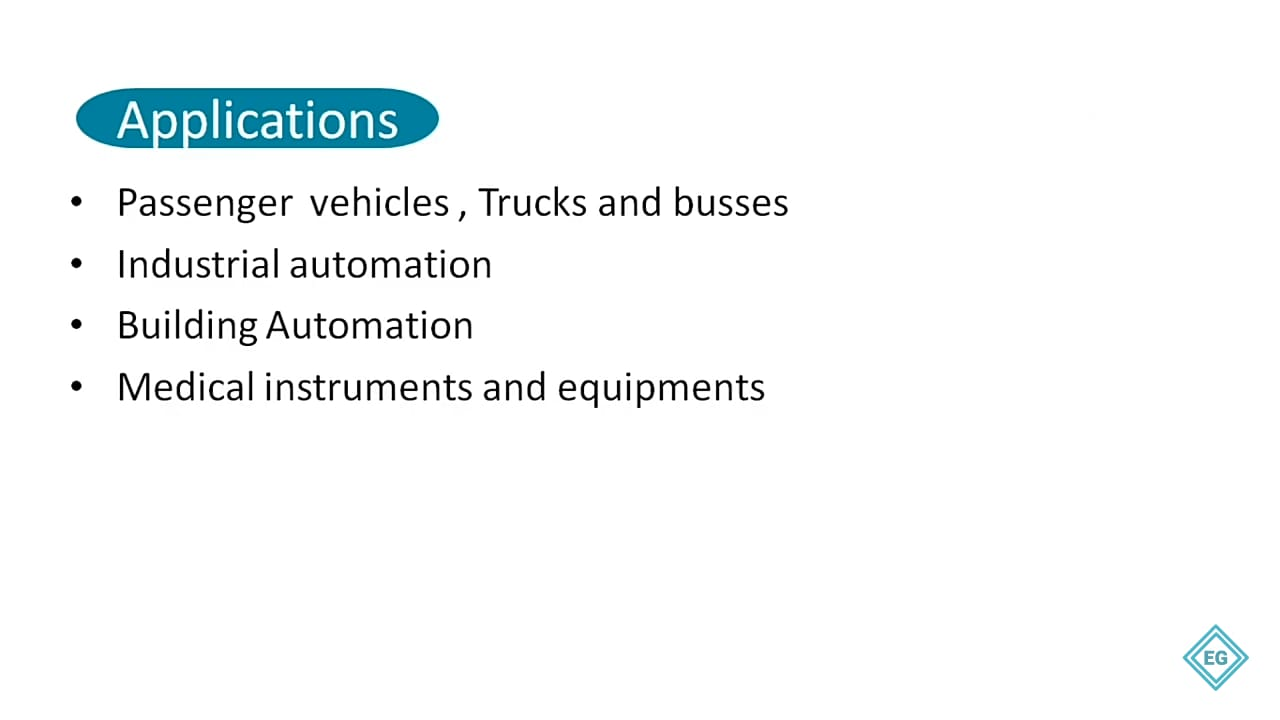 Applications
• Passenger vehicles , Trucks and busses
• Industrial automation
• Building Automation
• Medical instruments and equipments
EG